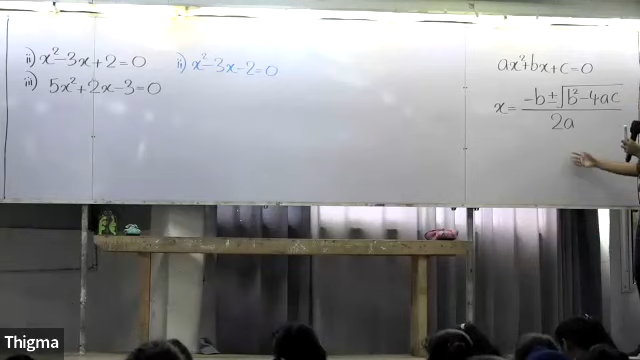 ii) x²-3x+2=0
iii) 5x²+2x-3=0
ii) x²-3x-2=0
ax²+bx+c=0
x = -b±√b²-4ac / 2a
Thigma